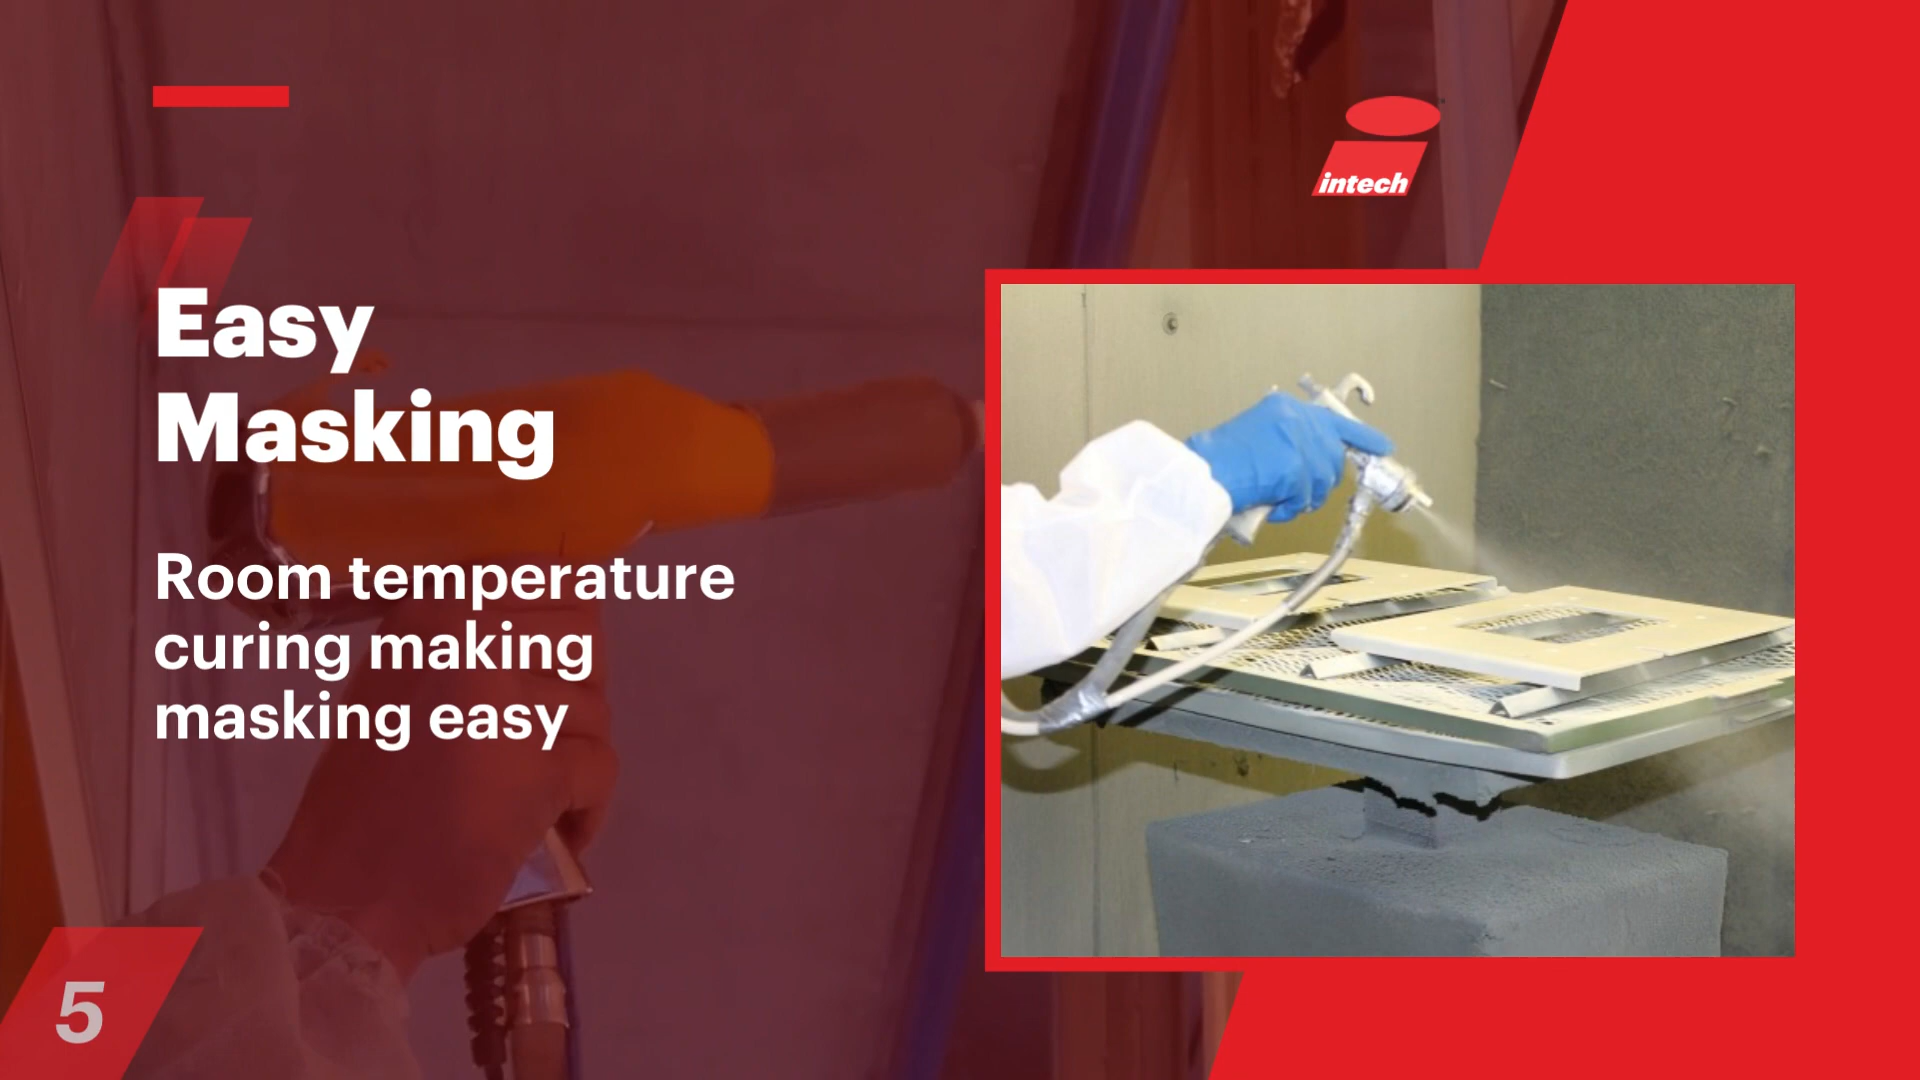 intech
Easy
Masking
Room temperature
curing making
masking easy
5